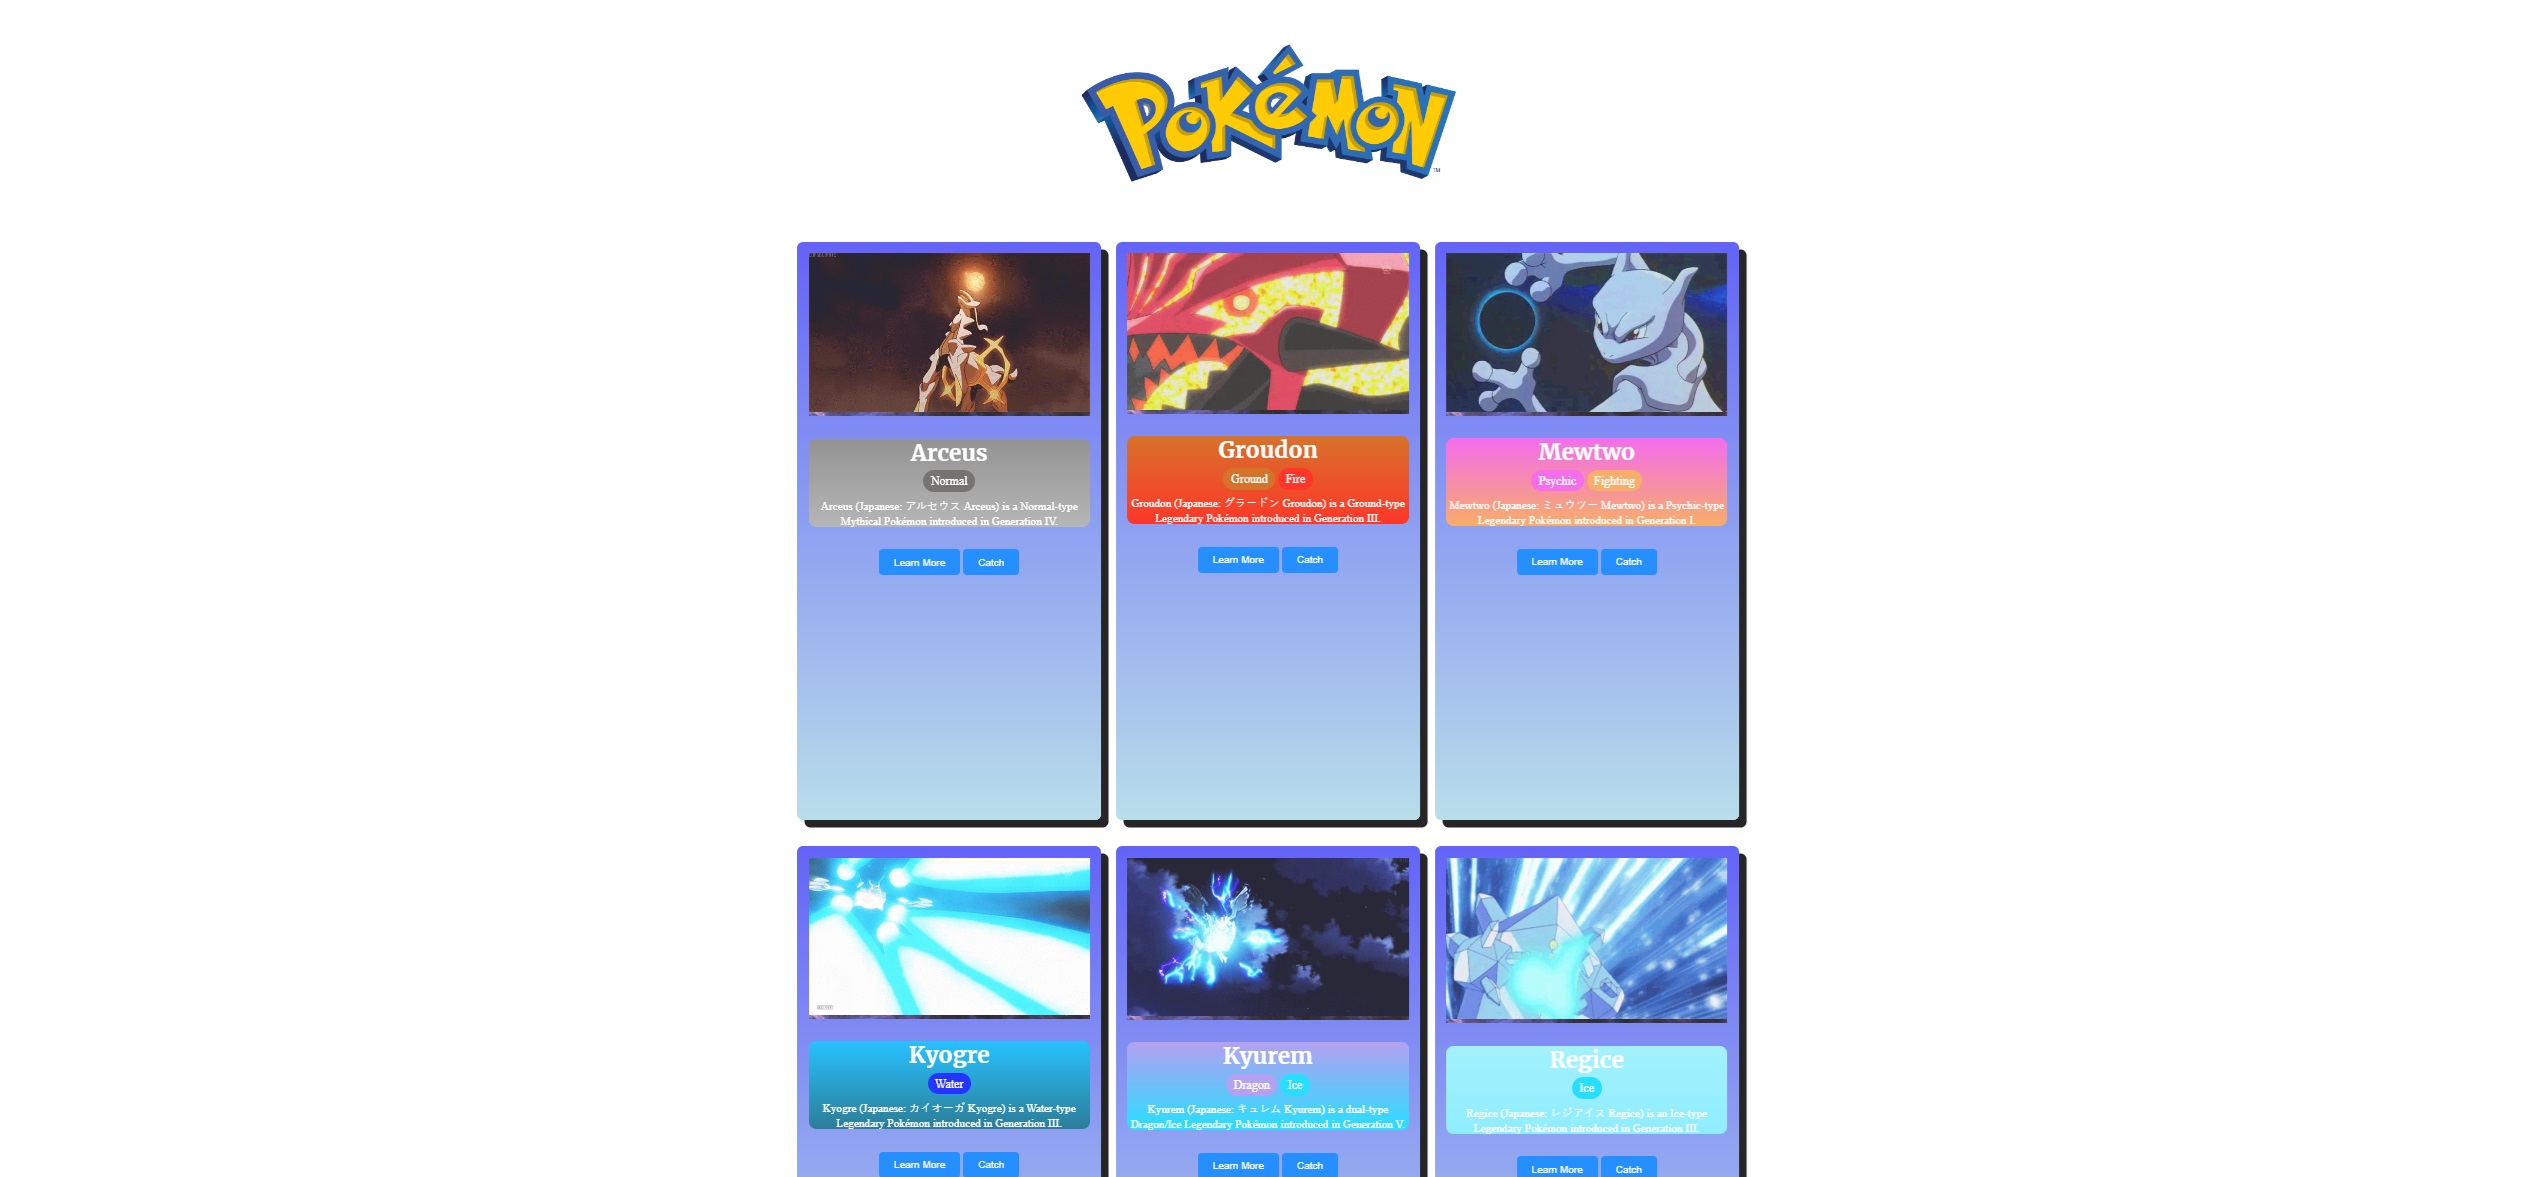 Pokémon
TM
Arceus
Normal
Arceus (Japanese: アルセウス Arceus) is a Normal-type
Mythical Pokémon introduced in Generation IV.
Learn More Catch
Groudon
Ground Fire
Groudon (Japanese: グラードン Groudon) is a Ground-type
Legendary Pokémon introduced in Generation III.
Learn More Catch
Mewtwo
Psychic Fighting
Mewtwo (Japanese: ミュウツー Mewtwo) is a Psychic-type
Legendary Pokémon introduced in Generation I.
Learn More Catch
Kyogre
Water
Kyogre (Japanese: カイオーガ Kyogre) is a Water-type
Legendary Pokémon introduced in Generation III.
Learn More Catch
Kyurem
Dragon Ice
Kyurem (Japanese: キュレム Kyurem) is a dual-type
Dragon/Ice Legendary Pokémon introduced in Generation V.
Learn More Catch
Regice
Ice
Regice (Japanese: レジアイス Regice) is an Ice-type
Legendary Pokémon introduced in Generation III.
Learn More Catch